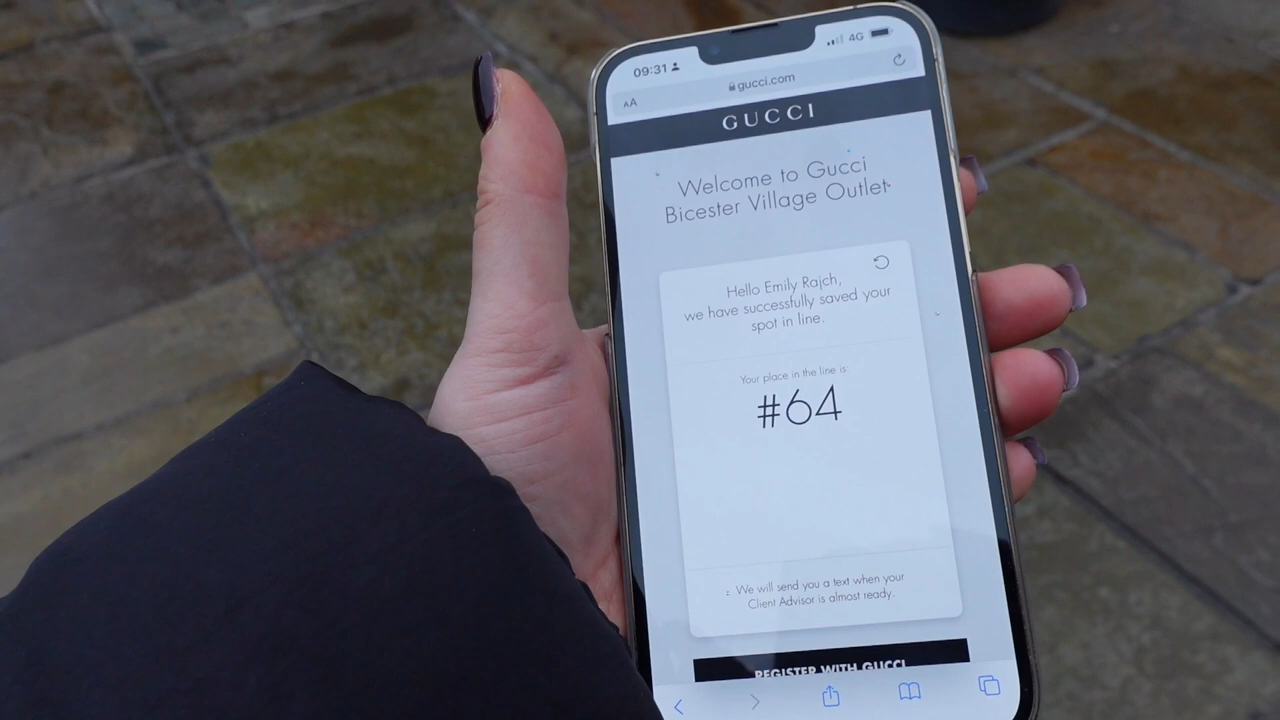 09:31
4G
AA
gucci.com
GUCCI
Welcome to Gucci
Bicester Village Outlet
Hello Emily Rajch,
we have successfully saved your
spot in line.
Your place in the line is:
#64
We will send you a text when your
Client Advisor is almost ready.
REGISTER WITH GUCCI